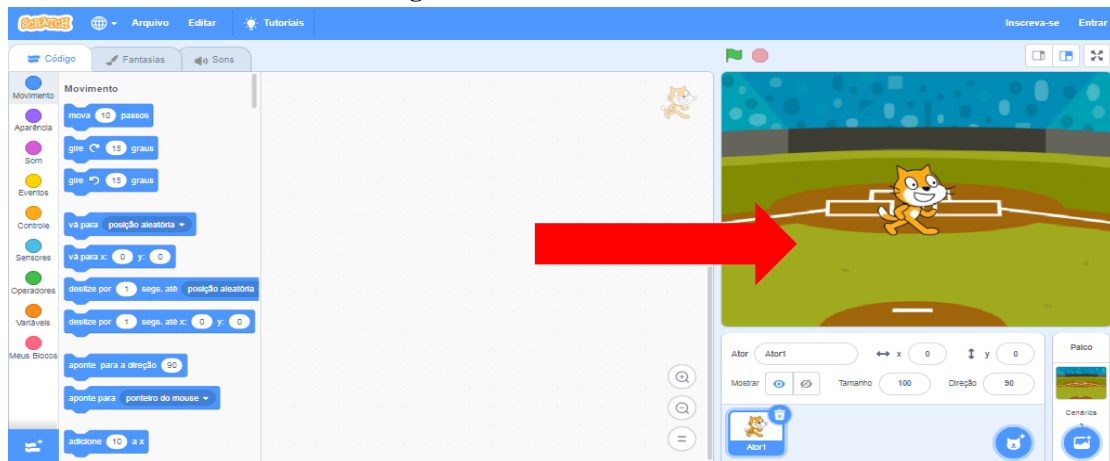 SCRATCH Arquivo Editar Tutoriais Inscreva-se Entrar
Código Fantasias Sons
Movimento
Aparência
Som
Eventos
Controle
Sensores
Operadores
Variáveis
Meus Blocos
Movimento
mova 10 passos
gire 15 graus
gire 15 graus
vá para posição aleatória
vá para x: 0 y: 0
deslize por 1 segs. até posição aleatória
deslize por 1 segs. até x: 0 y: 0
aponte para a direção 90
aponte para ponteiro do mouse
adicione 10 a x
Ator Ator1 x 0 y 0
Mostrar Tamanho 100 Direção 90
Ator1
Palco
Cenários